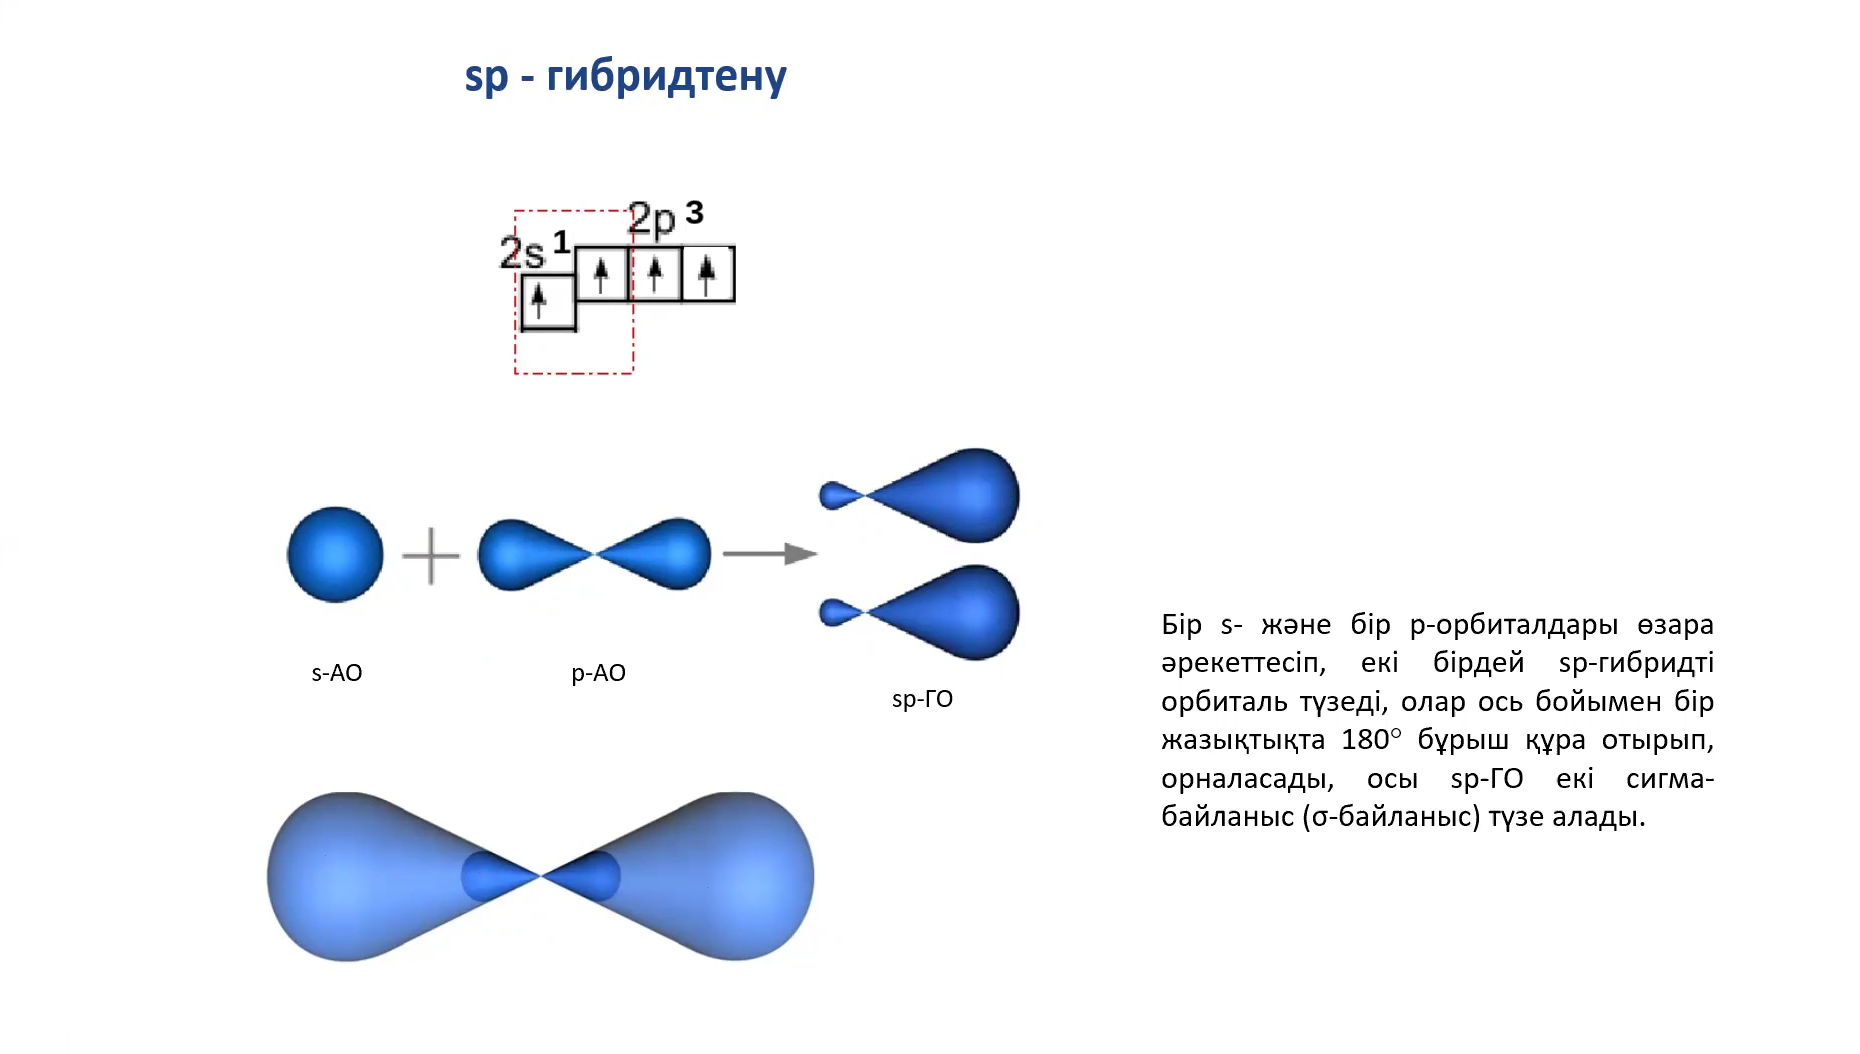 sp - гибридтену
2p 3
2s 1
s-АО
p-АО
sp-ГО
Бір s- және бір р-орбиталдары өзара
әрекеттесіп, екі бірдей sp-гибридті
орбиталь түзеді, олар ось бойымен бір
жазықтықта 180° бұрыш құра отырып,
орналасады, осы sp-ГО екі сигма-
байланыс (σ-байланыс) түзе алады.